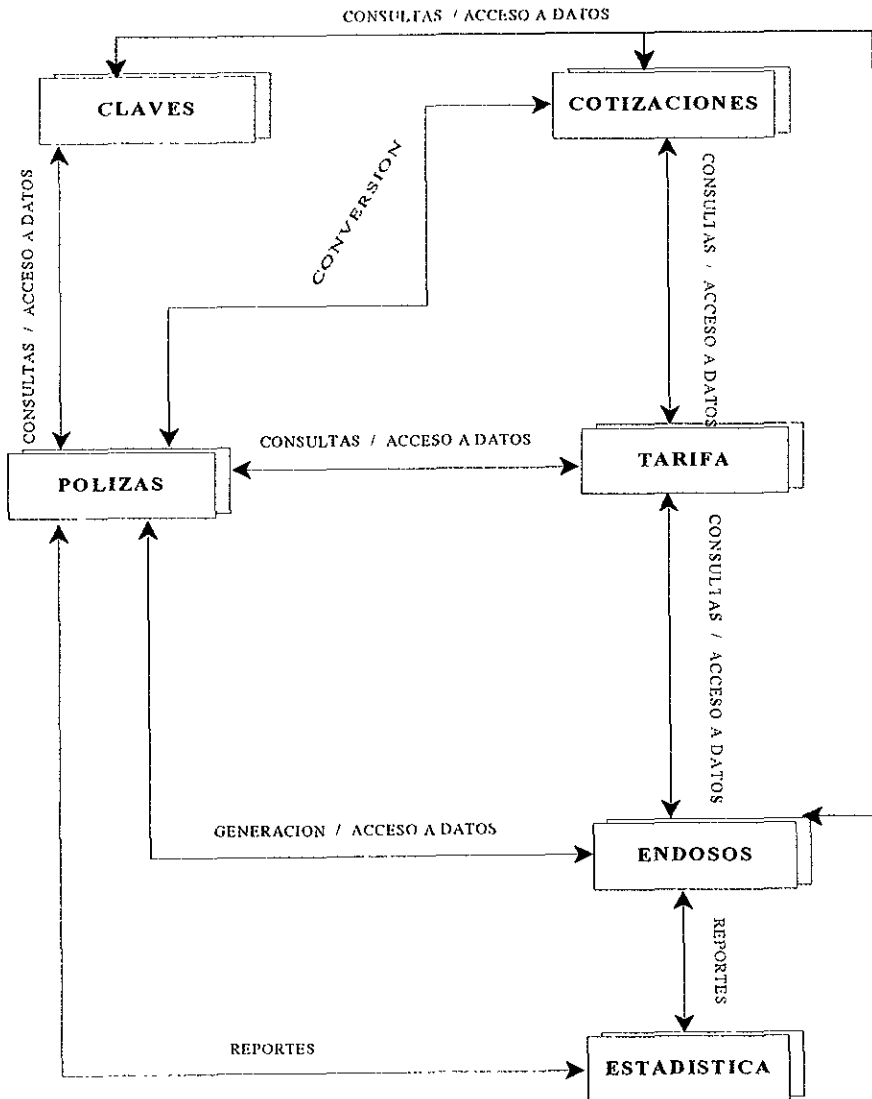 CONSULTAS / ACCESO A DATOS
CLAVES
COTIZACIONES
CONVERSION
CONSULTAS / ACCESO A DATOS
CONSULTAS / ACCESO A DATOS
CONSULTAS / ACCESO A DATOS
POLIZAS
TARIFA
CONSULTAS / ACCESO A DATOS
GENERACION / ACCESO A DATOS
ENDOSOS
REPORTES
REPORTES
ESTADISTICA